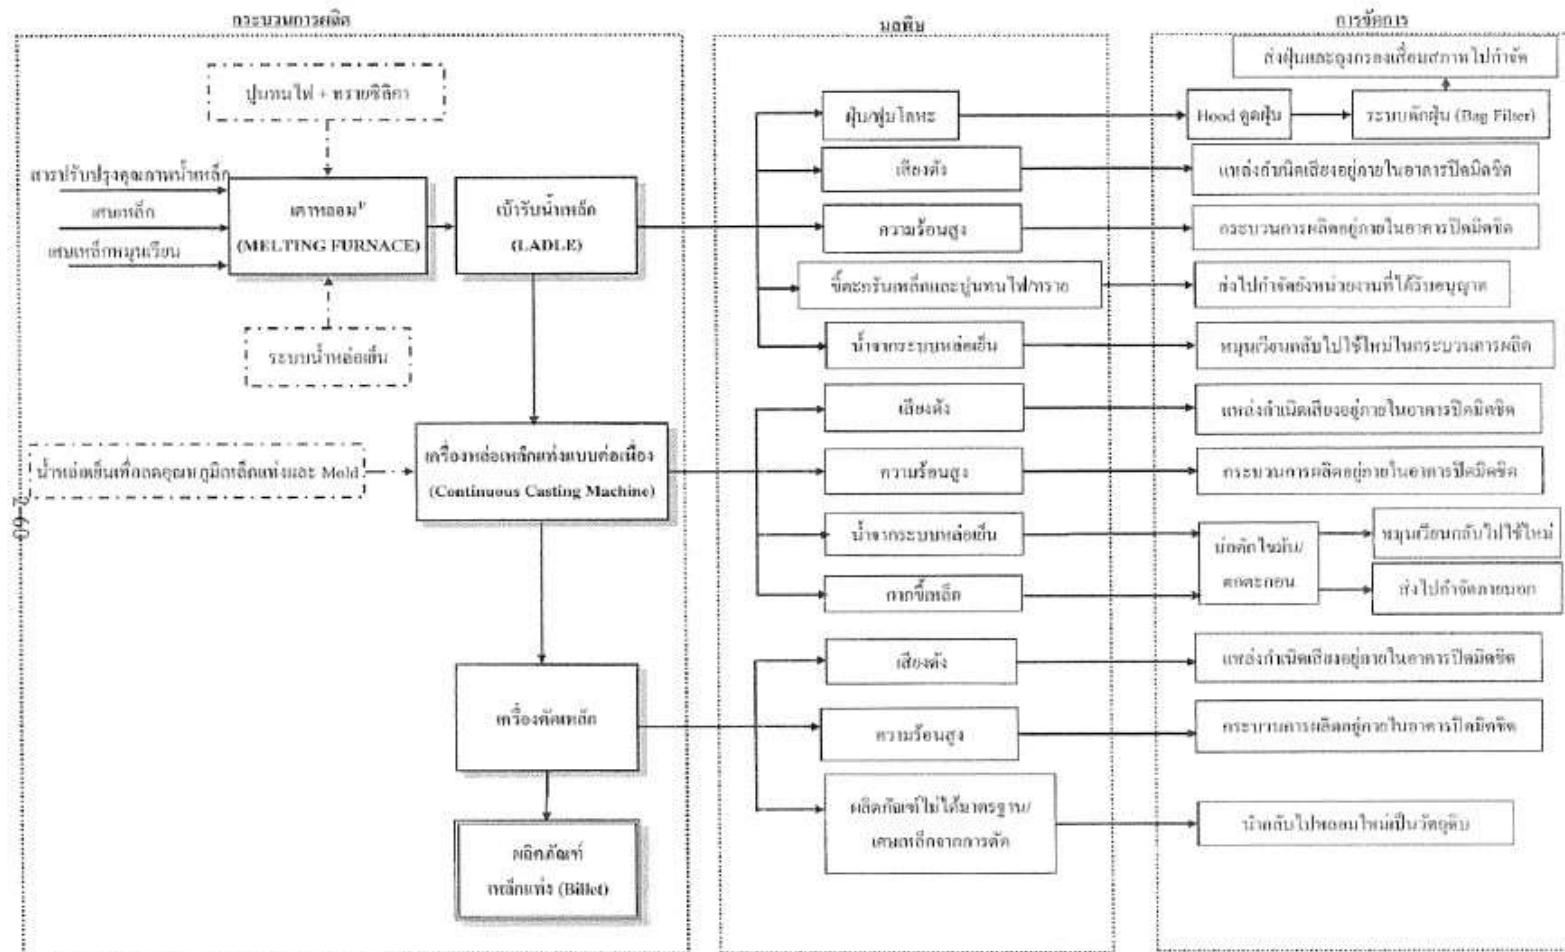 กระบวนการผลิต
มลพิษ
การจัดการ
ปูนทนไฟ + ทรายซิลิกา
สารปรับปรุงคุณภาพน้ำเหล็ก
เศษเหล็ก
เศษเหล็กหมุนเวียน
เตาหลอม1/
(MELTING FURNACE)
เบ้ารับน้ำเหล็ก
(LADLE)
ระบบน้ำหล่อเย็น
น้ำหล่อเย็นเพื่อลดอุณหภูมิเหล็กแท่งและ Mold
เครื่องหล่อเหล็กแท่งแบบต่อเนื่อง
(Continuous Casting Machine)
เครื่องตัดเหล็ก
ผลิตภัณฑ์
เหล็กแท่ง (Billet)
2-60
ฝุ่น/ฟูมโลหะ
Hood ดูดฝุ่น
ระบบดักฝุ่น (Bag Filter)
ส่งฝุ่นและถุงกรองเสื่อมสภาพไปกำจัด
เสียงดัง
แหล่งกำเนิดเสียงอยู่ภายในอาคารปิดมิดชิด
ความร้อนสูง
กระบวนการผลิตอยู่ภายในอาคารปิดมิดชิด
ขี้ตะกรันเหล็กและปูนทนไฟ/ทราย
ส่งไปกำจัดยังหน่วยงานที่ได้รับอนุญาต
น้ำจากระบบหล่อเย็น
หมุนเวียนกลับไปใช้ใหม่ในกระบวนการผลิต
เสียงดัง
แหล่งกำเนิดเสียงอยู่ภายในอาคารปิดมิดชิด
ความร้อนสูง
กระบวนการผลิตอยู่ภายในอาคารปิดมิดชิด
น้ำจากระบบหล่อเย็น
กากขี้เหล็ก
บ่อดักไขมัน/
ตกตะกอน
หมุนเวียนกลับไปใช้ใหม่
ส่งไปกำจัดภายนอก
เสียงดัง
แหล่งกำเนิดเสียงอยู่ภายในอาคารปิดมิดชิด
ความร้อนสูง
กระบวนการผลิตอยู่ภายในอาคารปิดมิดชิด
ผลิตภัณฑ์ไม่ได้มาตรฐาน/
เศษเหล็กจากการตัด
นำกลับไปหลอมใหม่เป็นวัตถุดิบ